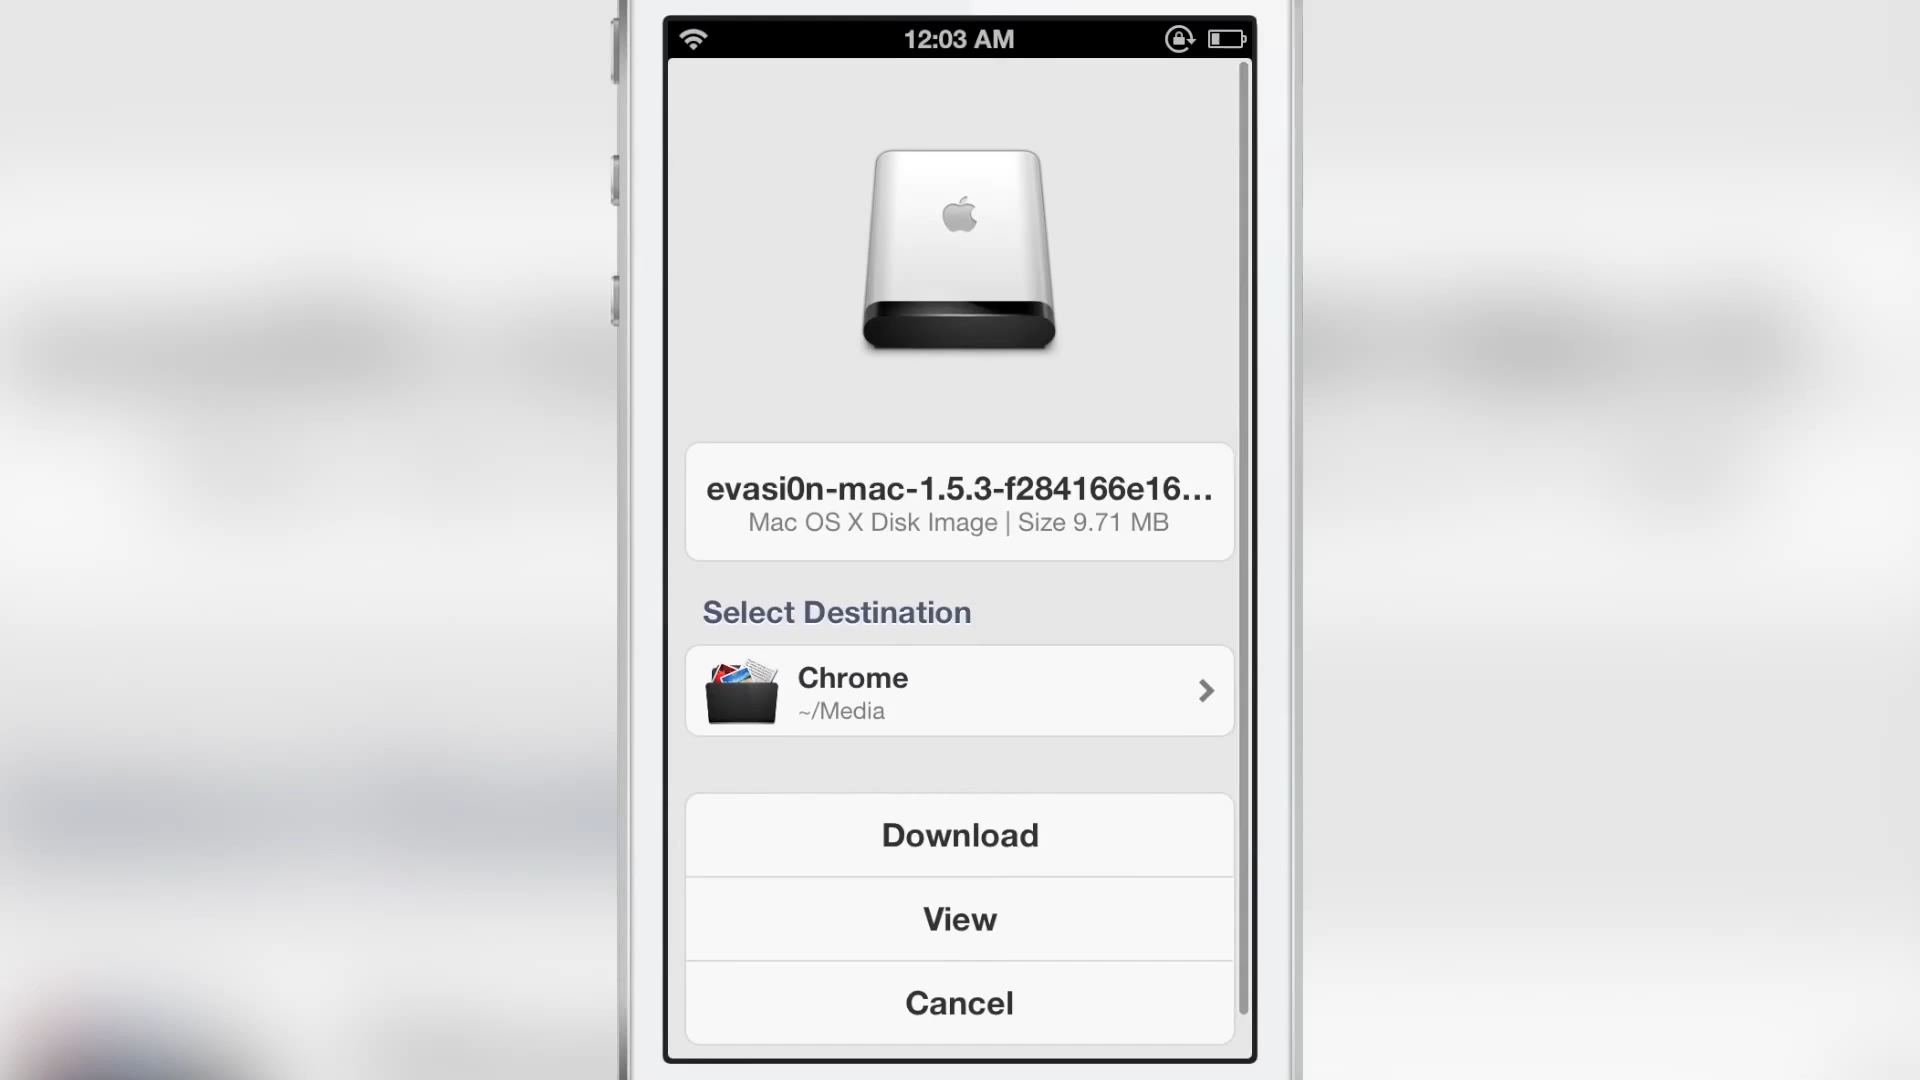 12:03 AM
evasi0n-mac-1.5.3-f284166e16...
Mac OS X Disk Image | Size 9.71 MB
Select Destination
Chrome
~/Media
Download
View
Cancel